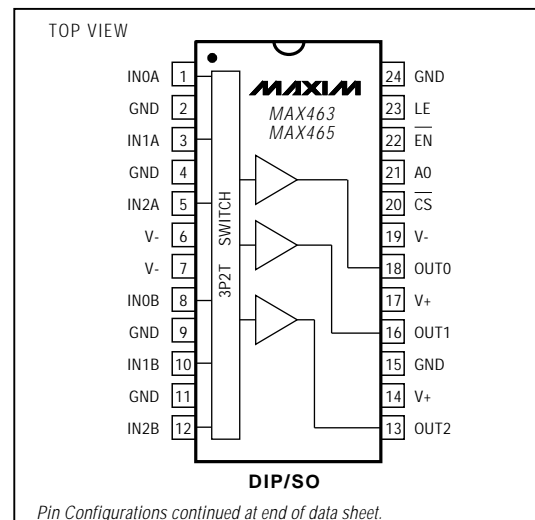 TOP VIEW
IN0A 1
GND 2
IN1A 3
GND 4
IN2A 5
V- 6
V- 7
IN0B 8
GND 9
IN1B 10
GND 11
IN2B 12
3P2T SWITCH
MAXIM
MAX463
MAX465
24 GND
23 LE
22 E̅N̅
21 A0
20 C̅S̅
19 V-
18 OUT0
17 V+
16 OUT1
15 GND
14 V+
13 OUT2
DIP/SO
Pin Configurations continued at end of data sheet.